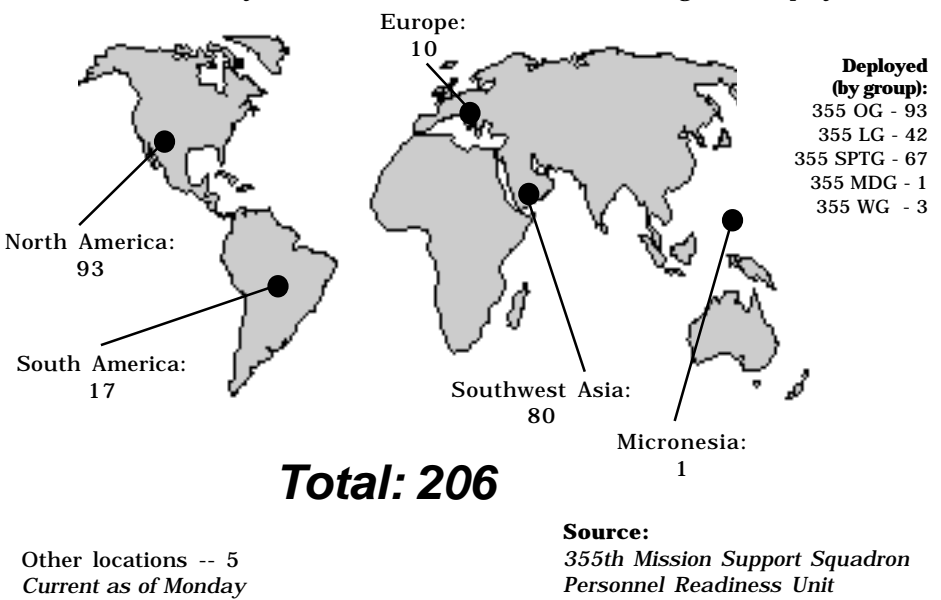 Europe:
10
Deployed
(by group):
355 OG - 93
355 LG - 42
355 SPTG - 67
355 MDG - 1
355 WG - 3
North America:
93
South America:
17
Southwest Asia:
80
Micronesia:
1
Total: 206
Other locations -- 5
Current as of Monday
Source:
355th Mission Support Squadron
Personnel Readiness Unit